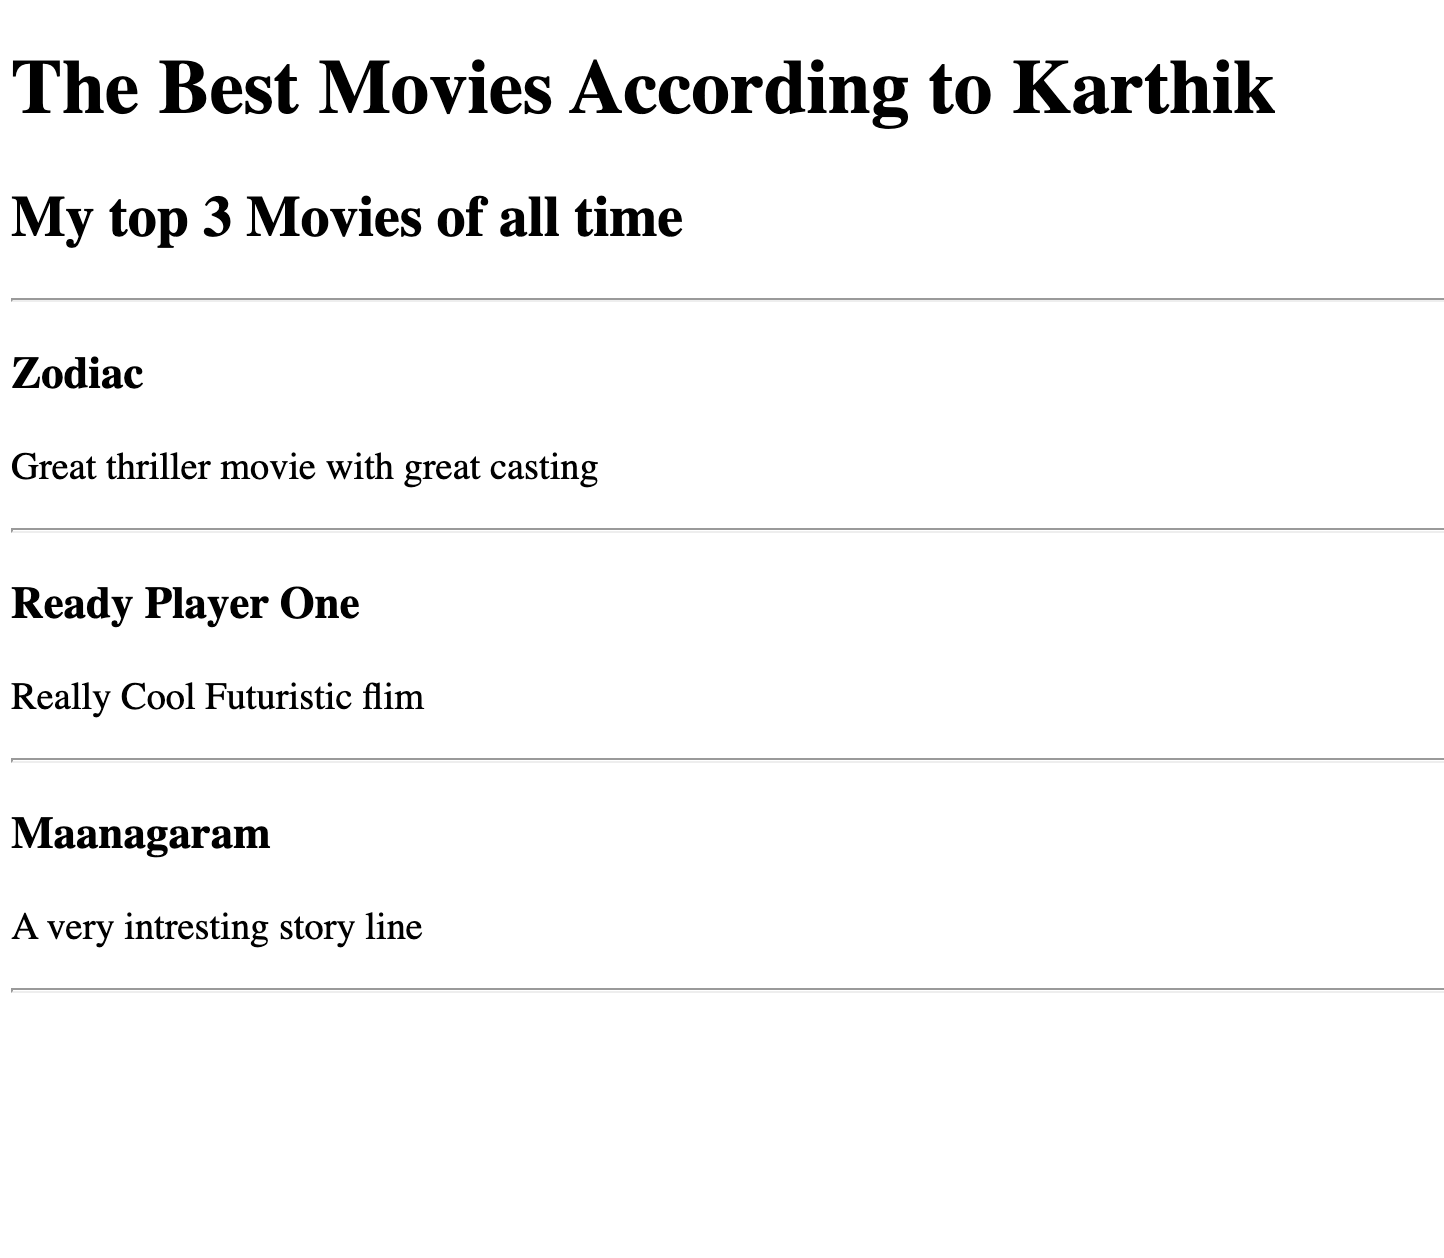 The Best Movies According to Karthik
My top 3 Movies of all time
Zodiac
Great thriller movie with great casting
Ready Player One
Really Cool Futuristic flim
Maanagaram
A very intresting story line